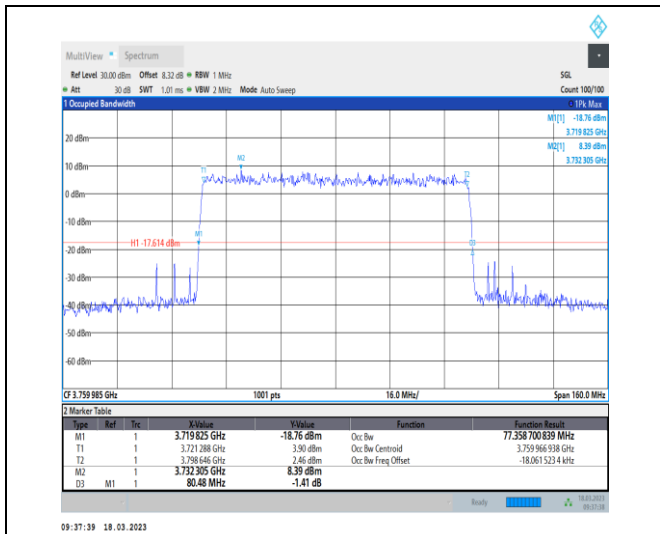 MultiView Spectrum
Ref Level 30.00 dBm Offset 8.32 dB RBW 1 MHz SGL
Att 30 dB SWT 1.01 ms VBW 2 MHz Mode Auto Sweep Count 100/100
1 Occupied Bandwidth 1Pk Max
M1[1] -18.76 dBm
3.719 825 GHz
M2[1] 8.39 dBm
3.732 305 GHz
20 dBm
10 dBm
0 dBm
-10 dBm
-20 dBm
-30 dBm
-40 dBm
-50 dBm
-60 dBm
T1
M2
T2
M1
D3
H1 -17.614 dBm
CF 3.759 985 GHz 1001 pts 16.0 MHz/ Span 160.0 MHz
2 Marker Table
Type Ref Trc X-Value Y-Value Function Function Result
M1 1 3.719 825 GHz -18.76 dBm Occ Bw 77.358 700 839 MHz
T1 1 3.721 288 GHz 3.90 dBm Occ Bw Centroid 3.759 966 938 GHz
T2 1 3.798 646 GHz 2.46 dBm Occ Bw Freq Offset -18.061 523 4 kHz
M2 1 3.732 305 GHz 8.39 dBm
D3 M1 1 80.48 MHz -1.41 dB
Ready 18.03.2023
09:37:38
09:37:39 18.03.2023